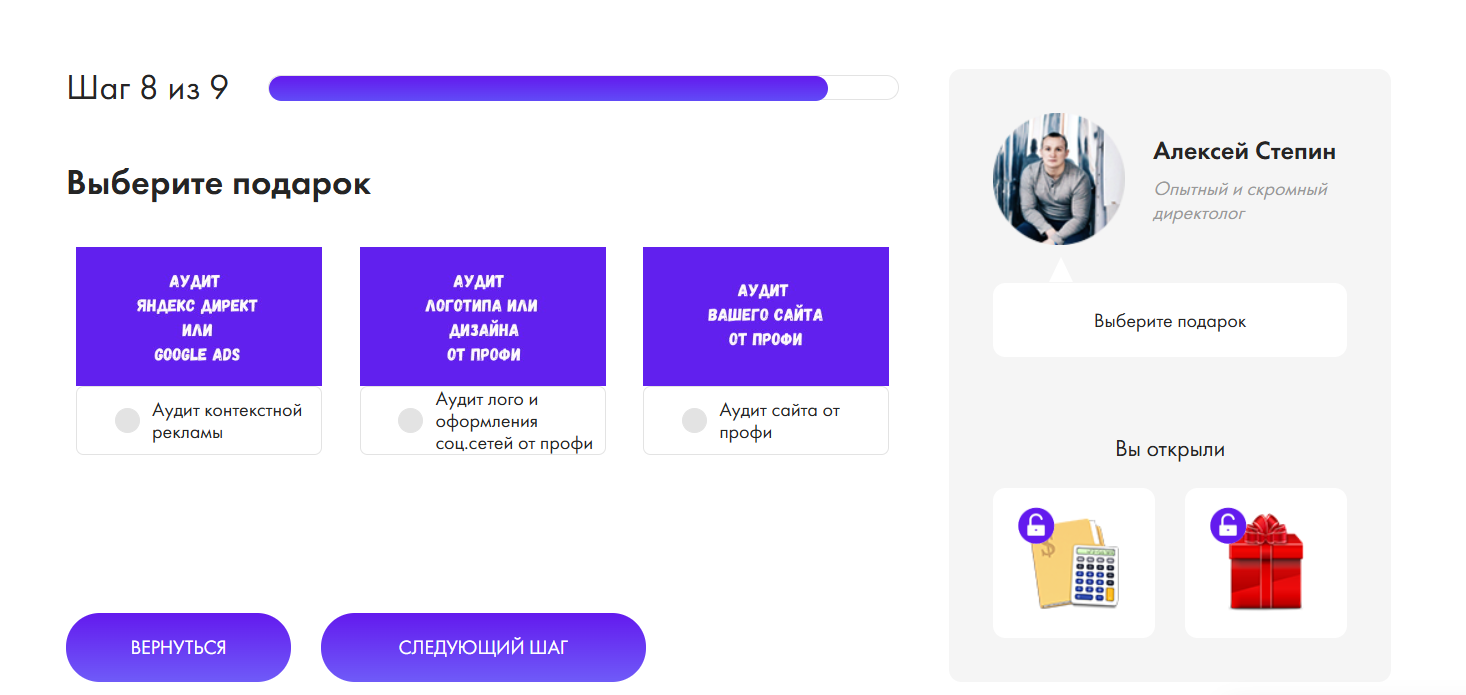 Шаг 8 из 9
Выберите подарок
АУДИТ
ЯНДЕКС ДИРЕКТ
ИЛИ
GOOGLE ADS
Аудит контекстной
рекламы
АУДИТ
ЛОГОТИПА ИЛИ
ДИЗАЙНА
ОТ ПРОФИ
Аудит лого и
оформления
соц.сетей от профи
АУДИТ
ВАШЕГО САЙТА
ОТ ПРОФИ
Аудит сайта от
профи
ВЕРНУТЬСЯ
СЛЕДУЮЩИЙ ШАГ
Алексей Степин
Опытный и скромный
директолог
Выберите подарок
Вы открыли